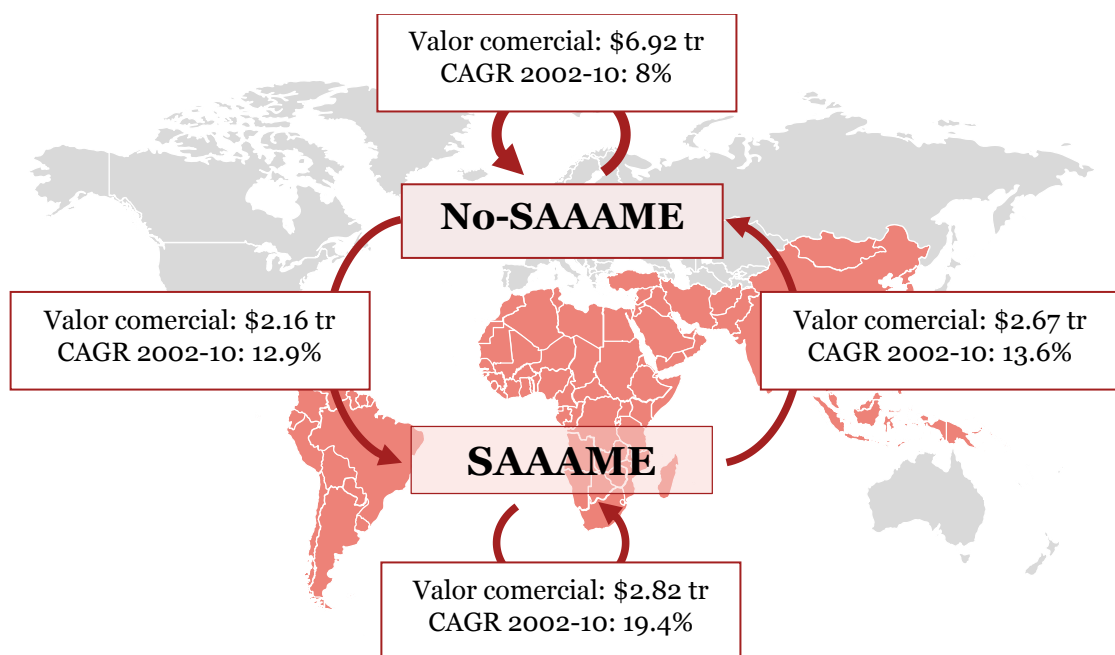 Valor comercial: $6.92 tr
CAGR 2002-10: 8%
No-SAAAME
Valor comercial: $2.16 tr
CAGR 2002-10: 12.9%
Valor comercial: $2.67 tr
CAGR 2002-10: 13.6%
SAAAME
Valor comercial: $2.82 tr
CAGR 2002-10: 19.4%